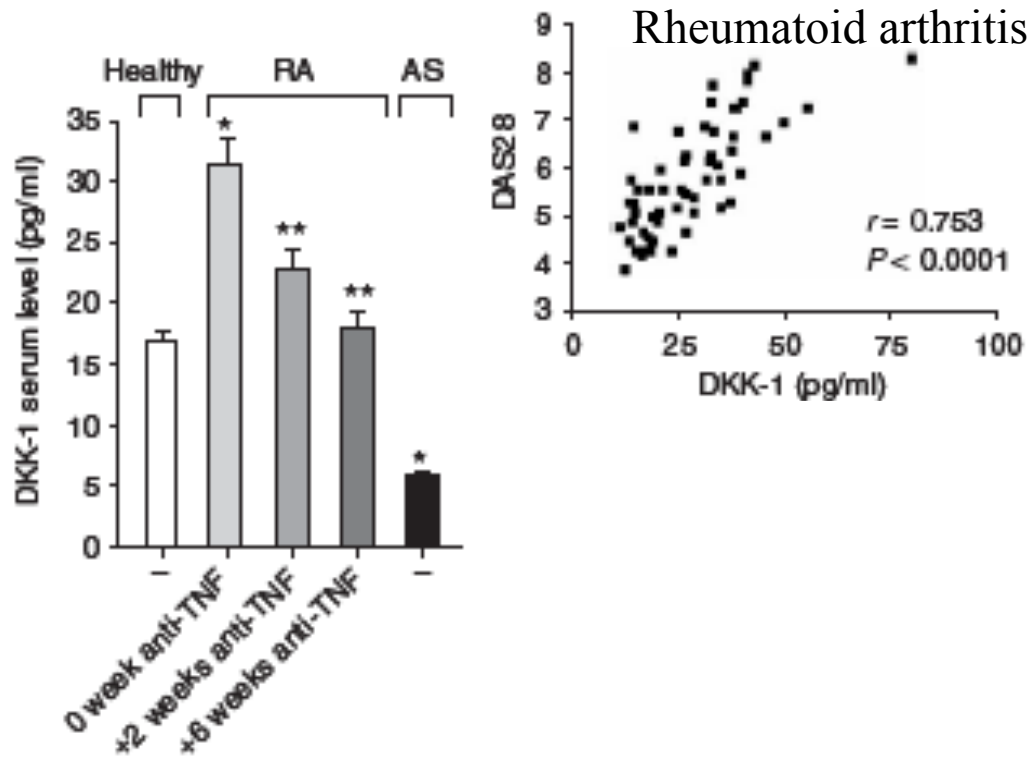 Healthy RA AS
DKK-1 serum level (pg/ml)
35
30
25
20
15
10
5
0
*
**
**
*
–
0 week anti-TNF
+2 weeks anti-TNF
+6 weeks anti-TNF
–
Rheumatoid arthritis
DAS28
9
8
7
6
5
4
3
r = 0.753
P < 0.0001
0 25 50 75 100
DKK-1 (pg/ml)